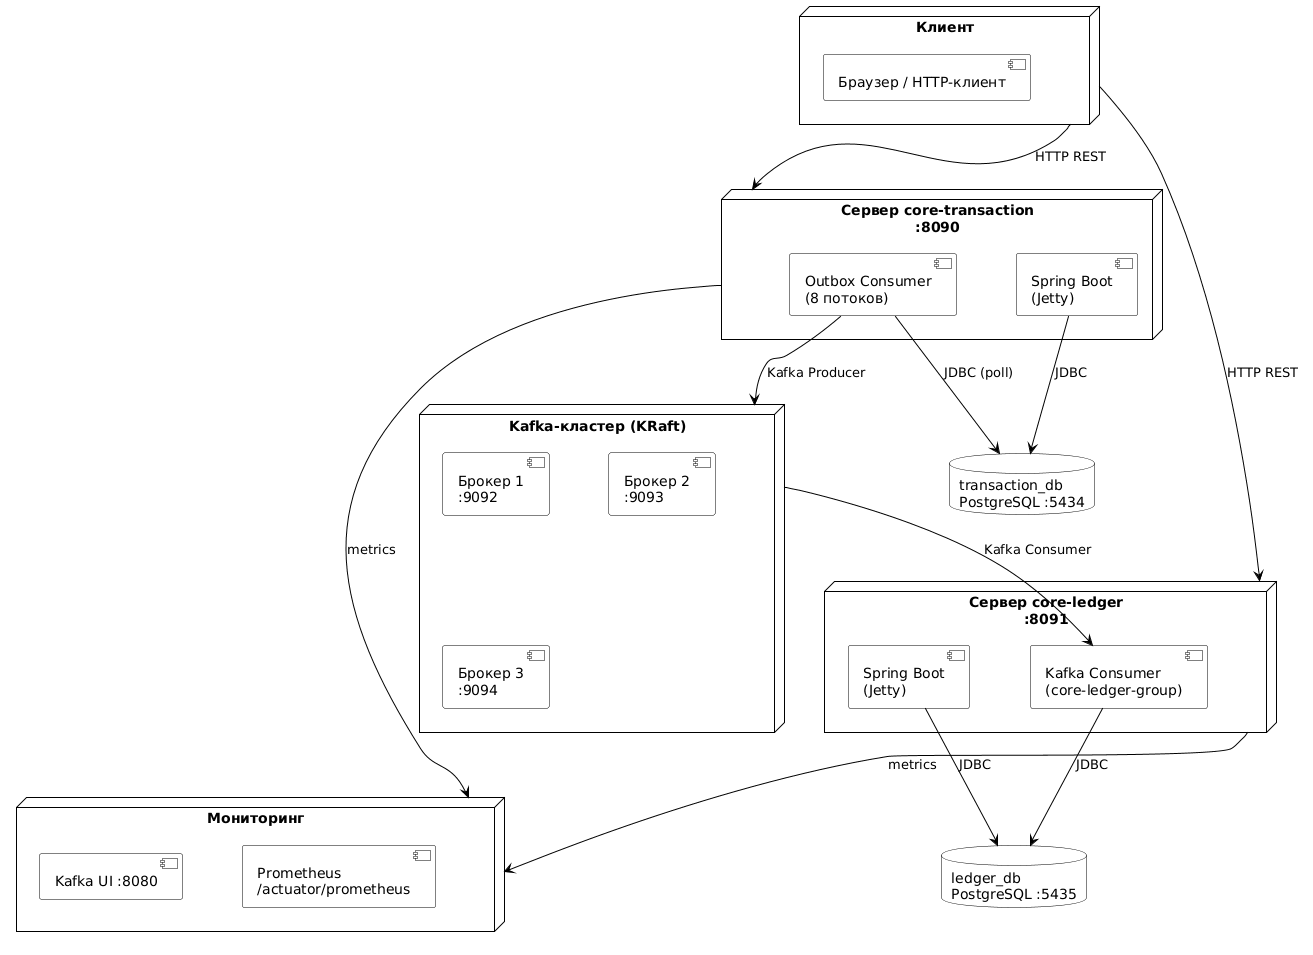 Клиент
Браузер / HTTP-клиент
HTTP REST
Сервер core-transaction
:8090
Outbox Consumer
(8 потоков)
Spring Boot
(Jetty)
Kafka Producer
JDBC (poll)
JDBC
HTTP REST
Kafka-кластер (KRaft)
Брокер 1
:9092
Брокер 2
:9093
transaction_db
PostgreSQL :5434
metrics
Kafka Consumer
Сервер core-ledger
:8091
Брокер 3
:9094
Spring Boot
(Jetty)
Kafka Consumer
(core-ledger-group)
metrics
JDBC
JDBC
Мониторинг
Kafka UI :8080
Prometheus
/actuator/prometheus
ledger_db
PostgreSQL :5435